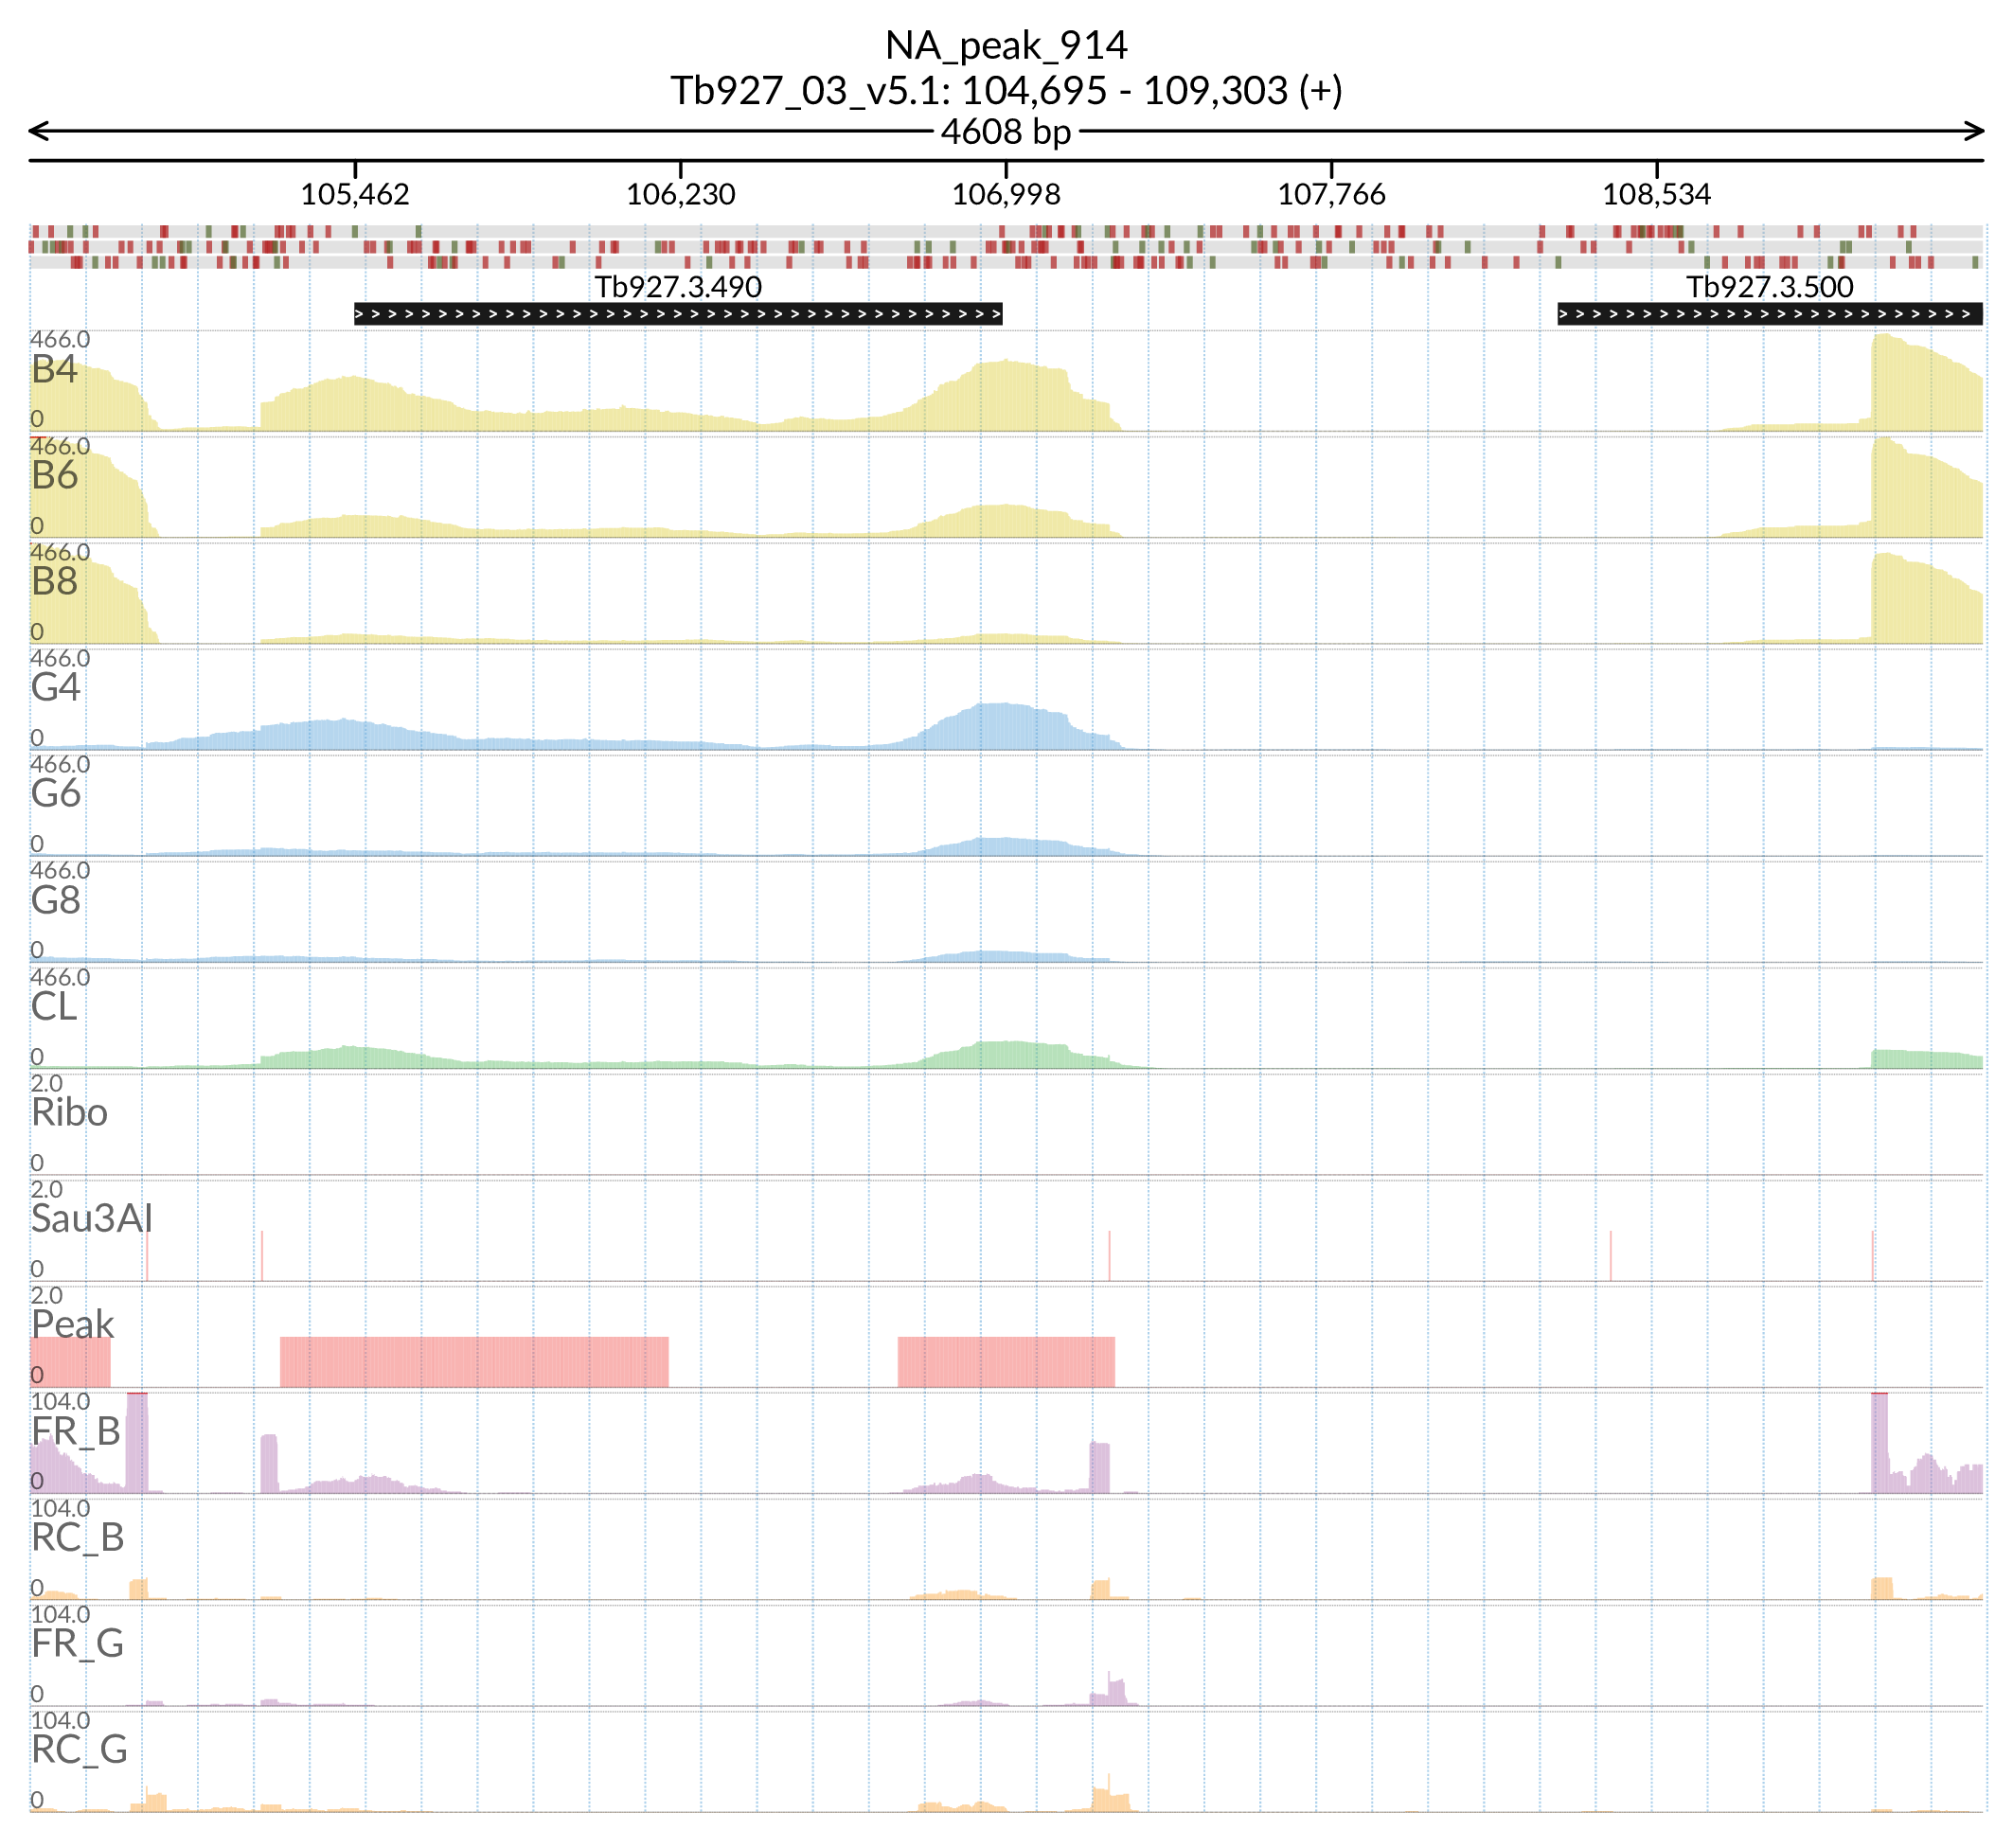 NA_peak_914
Tb927_03_v5.1: 104,695 - 109,303 (+)
4608 bp
105,462 106,230 106,998 107,766 108,534
Tb927.3.490 Tb927.3.500
466.0
B4
0
466.0
B6
0
466.0
B8
0
466.0
G4
0
466.0
G6
0
466.0
G8
0
466.0
CL
0
2.0
Ribo
0
2.0
Sau3AI
0
2.0
Peak
0
104.0
FR_B
0
104.0
RC_B
0
104.0
FR_G
0
104.0
RC_G
0